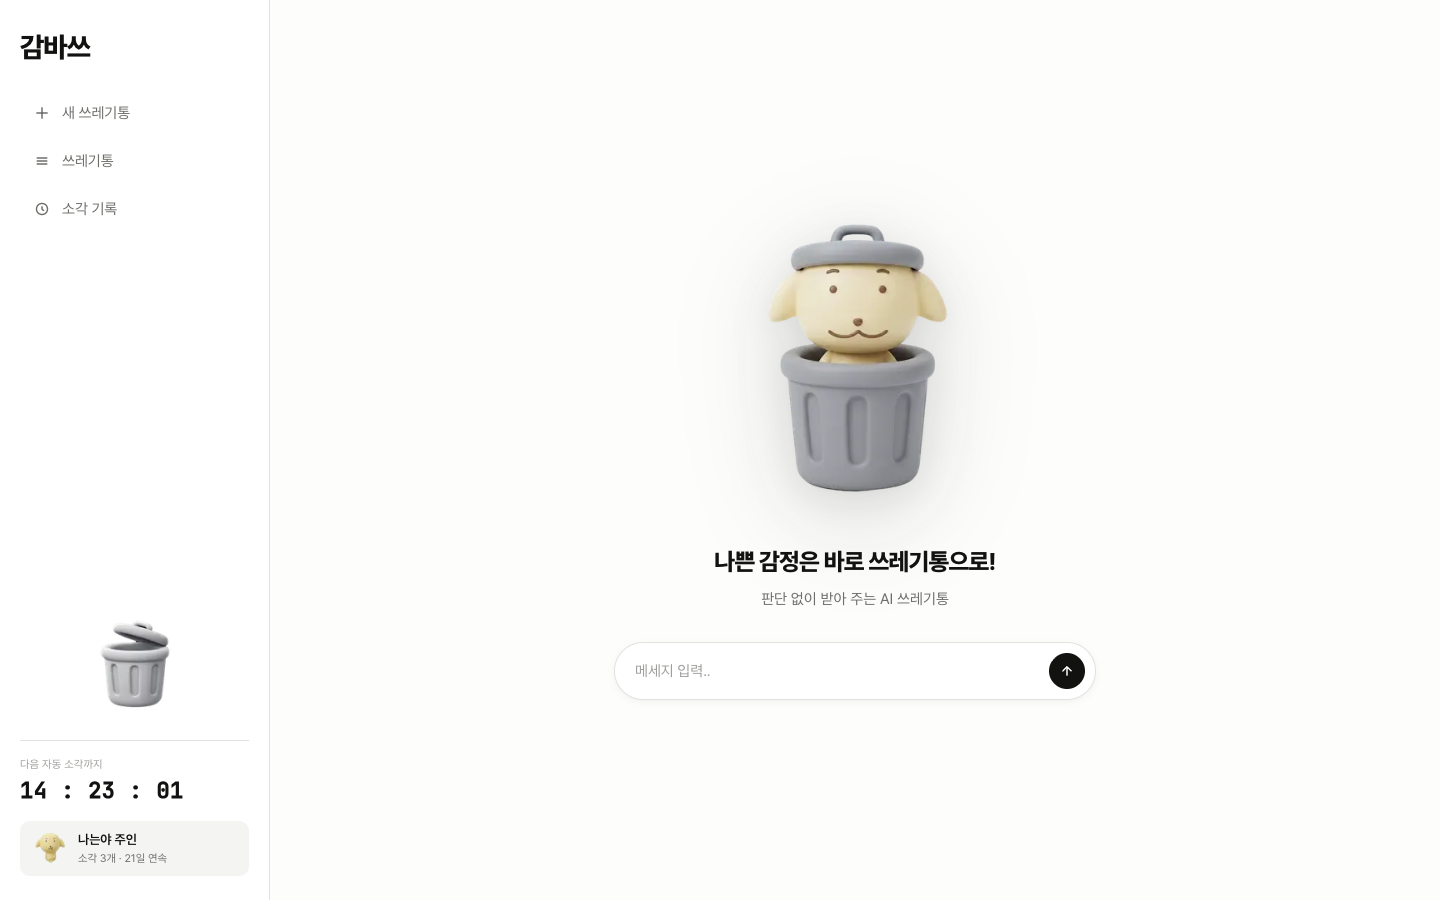 감바쓰
새 쓰레기통
쓰레기통
소각 기록
나쁜 감정은 바로 쓰레기통으로!
판단 없이 받아 주는 AI 쓰레기통
메세지 입력..
다음 자동 소각까지
14 : 23 : 01
나는야 주인
소각 3개 · 21일 연속